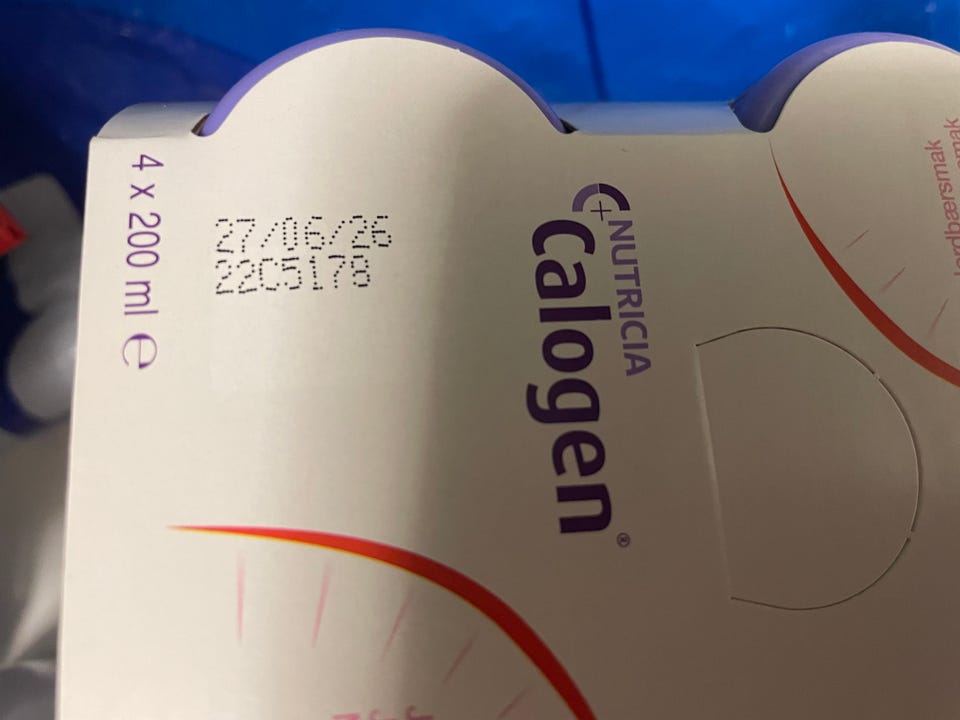 4 x 200 ml ℮
27/06/26
22C5178
NUTRICIA
Calogen®